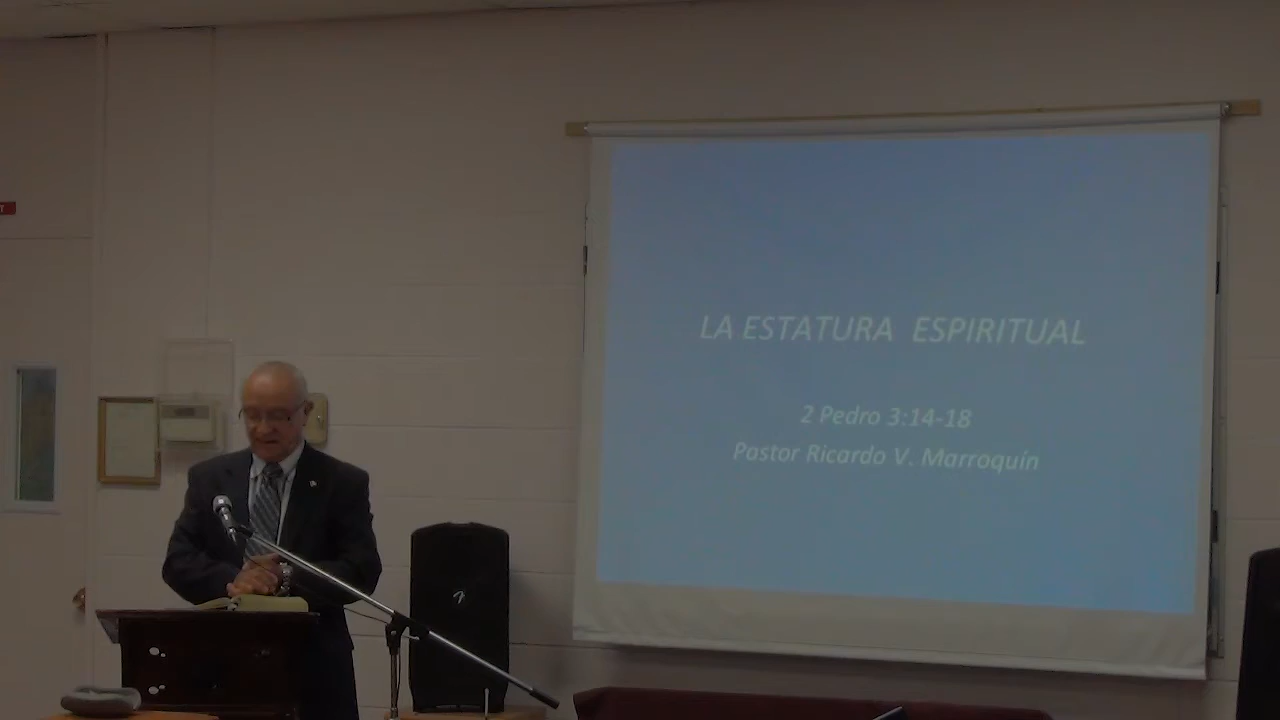 LA ESTATURA ESPIRITUAL
2 Pedro 3:14-18
Pastor Ricardo V. Marroquín